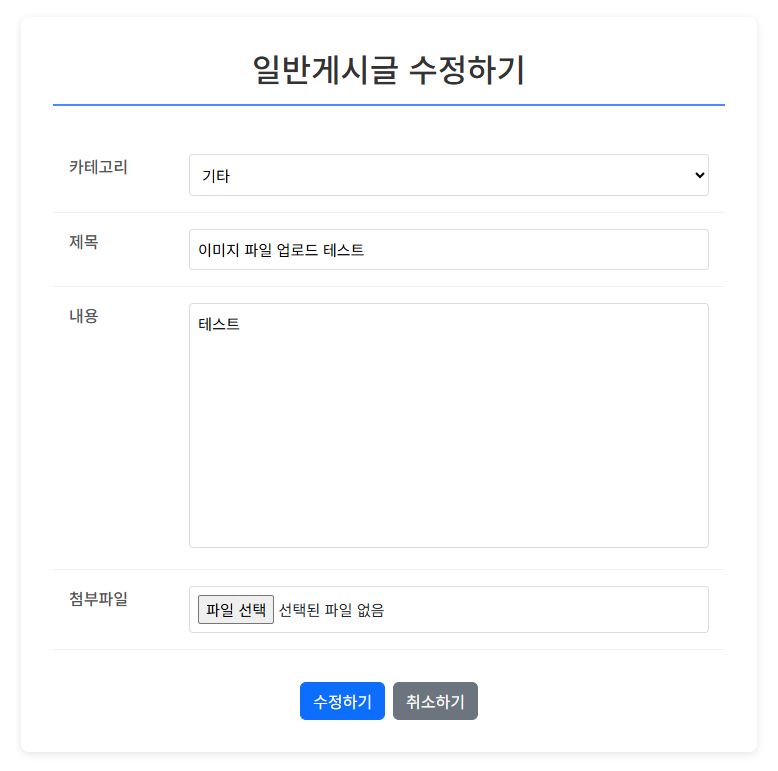 일반게시글 수정하기
카테고리
기타
제목
이미지 파일 업로드 테스트
내용
테스트
첨부파일
파일 선택 선택된 파일 없음
수정하기 취소하기